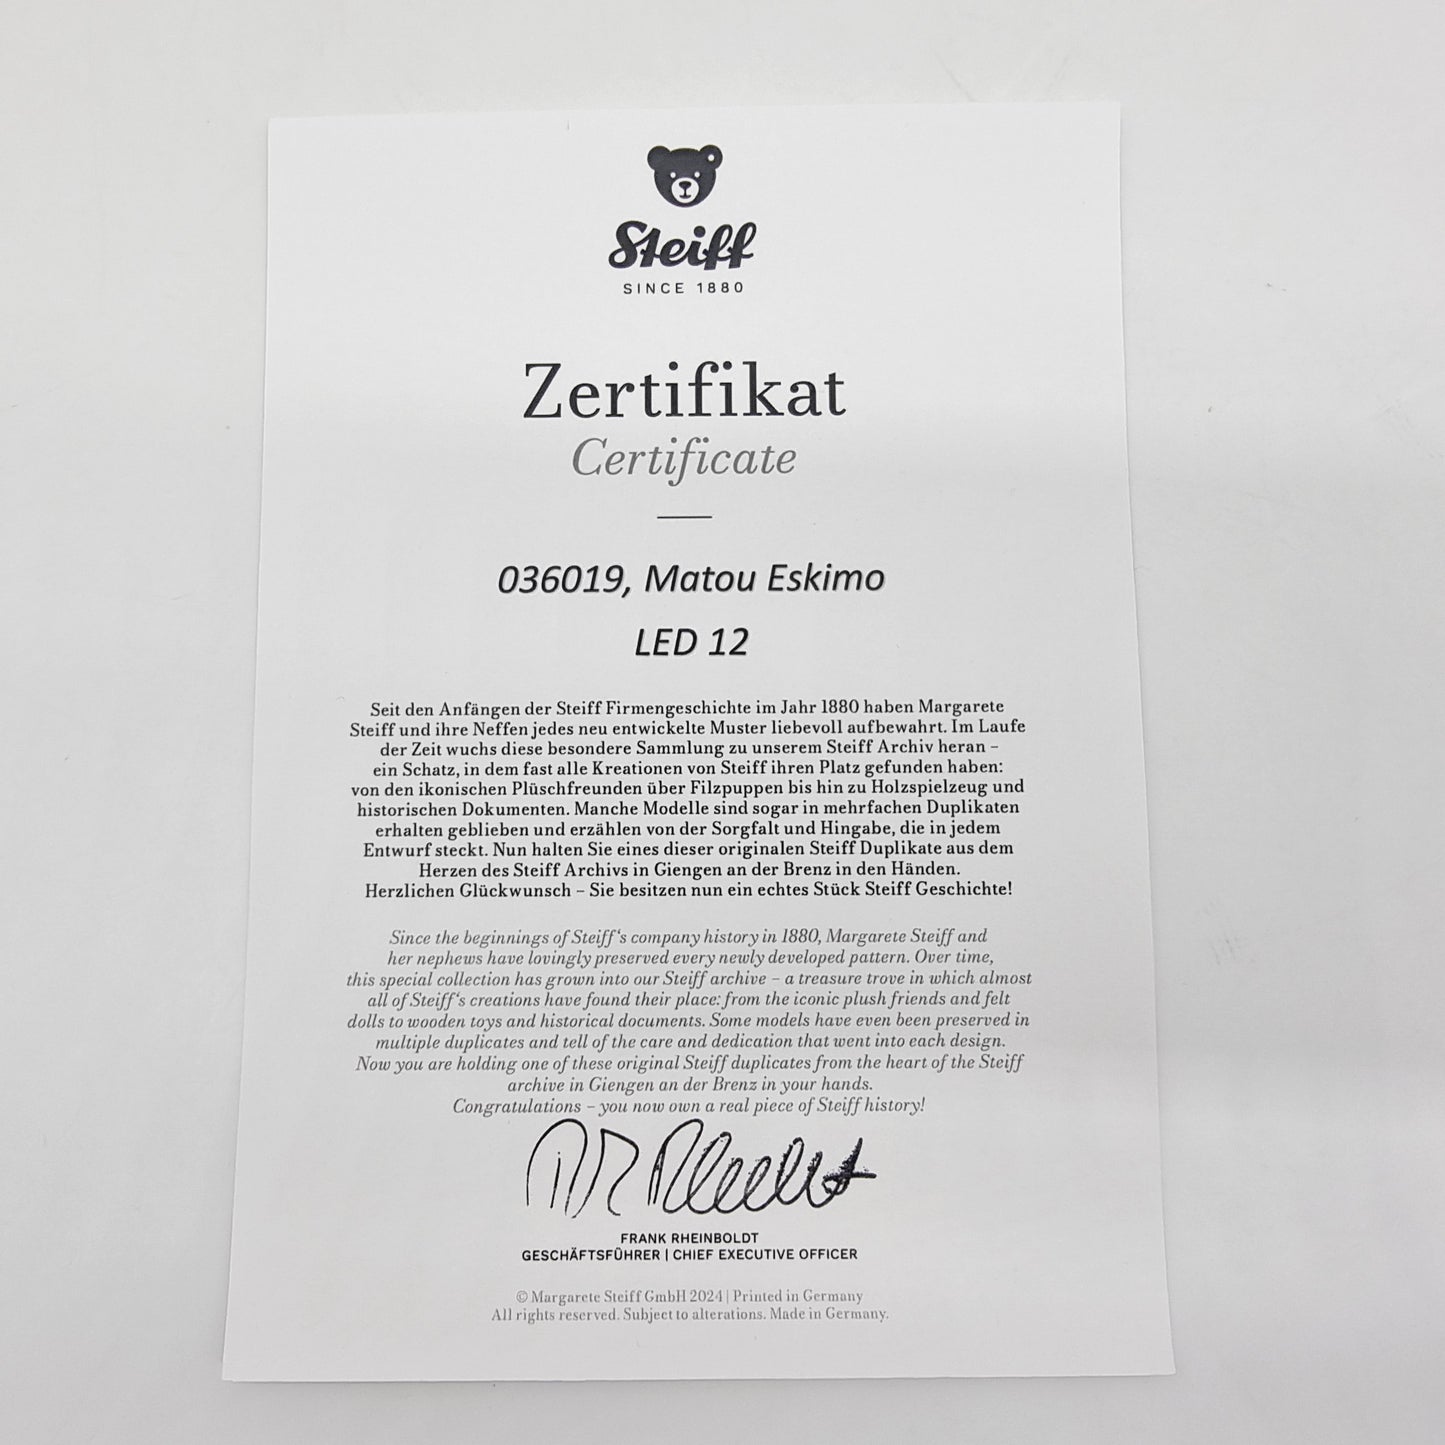 Steiff
SINCE 1880
Zertifikat
Certificate
036019, Matou Eskimo
LED 12
Seit den Anfängen der Steiff Firmengeschichte im Jahr 1880 haben Margarete
Steiff und ihre Neffen jedes neu entwickelte Muster liebevoll aufbewahrt. Im Laufe
der Zeit wuchs diese besondere Sammlung zu unserem Steiff Archiv heran –
ein Schatz, in dem fast alle Kreationen von Steiff ihren Platz gefunden haben:
von den ikonischen Plüschfreunden über Filzpuppen bis hin zu Holzspielzeug und
historischen Dokumenten. Manche Modelle sind sogar in mehrfachen Duplikaten
erhalten geblieben und erzählen von der Sorgfalt und Hingabe, die in jedem
Entwurf steckt. Nun halten Sie eines dieser originalen Steiff Duplikate aus dem
Herzen des Steiff Archivs in Giengen an der Brenz in den Händen.
Herzlichen Glückwunsch – Sie besitzen nun ein echtes Stück Steiff Geschichte!
Since the beginnings of Steiff‘s company history in 1880, Margarete Steiff and
her nephews have lovingly preserved every newly developed pattern. Over time,
this special collection has grown into our Steiff archive – a treasure trove in which almost
all of Steiff‘s creations have found their place: from the iconic plush friends and felt
dolls to wooden toys and historical documents. Some models have even been preserved in
multiple duplicates and tell of the care and dedication that went into each design.
Now you are holding one of these original Steiff duplicates from the heart of the Steiff
archive in Giengen an der Brenz in your hands.
Congratulations – you now own a real piece of Steiff history!
FRANK RHEINBOLDT
GESCHÄFTSFÜHRER | CHIEF EXECUTIVE OFFICER
© Margarete Steiff GmbH 2024 | Printed in Germany
All rights reserved. Subject to alterations. Made in Germany.